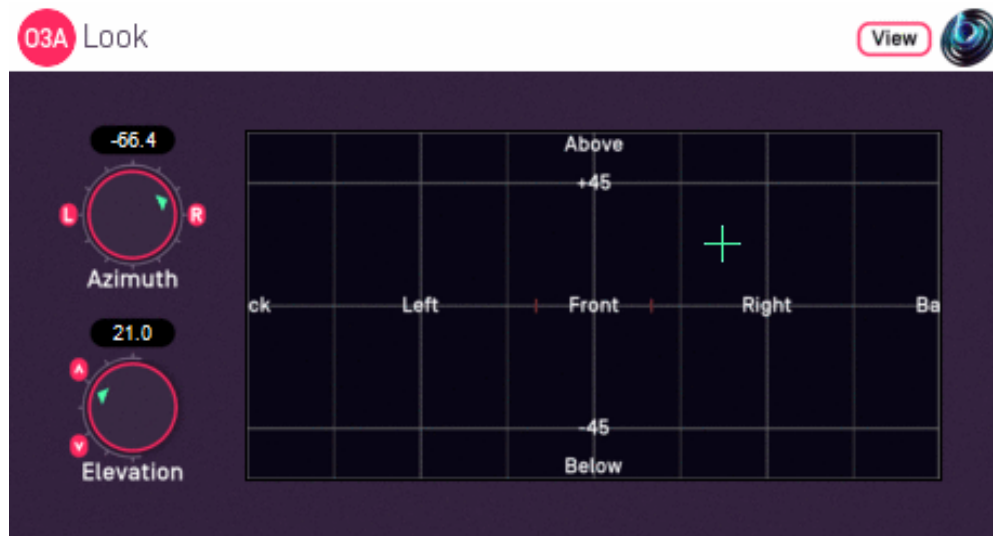 O3A Look
View
-66.4
L
R
Azimuth
21.0
Elevation
Above
+45
ck
Left
Front
Right
Ba
-45
Below